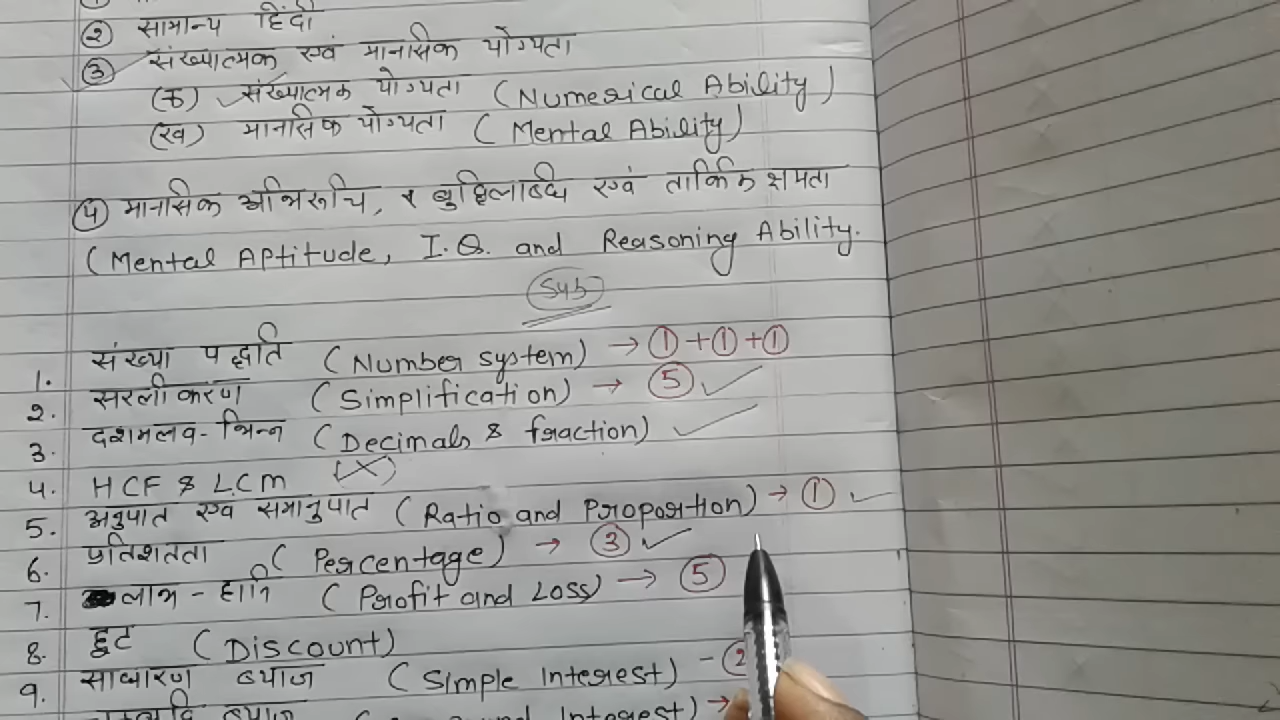 ② सामान्य हिंदी
③ संख्यात्मक एवं मानसिक योग्यता
(क) संख्यात्मक योग्यता (Numerical Ability)
(ख) मानसिक योग्यता (Mental Ability)
④ मानसिक अभिरूचि, बुद्धिलब्धि एवं तार्किक क्षमता
(Mental Aptitude, I.Q. and Reasoning Ability.
1. संख्या पद्धति (Number system) → ① + ① + ①
2. सरलीकरण (Simplification) → ⑤ ✓
3. दशमलव-भिन्न (Decimals & fraction) ✓
4. HCF & L.C.M (X)
5. अनुपात एवं समानुपात (Ratio and Proportion) → ① ✓
6. प्रतिशतता (Percentage) → ③ ✓
7. लाभ - हानि (Profit and Loss) → ⑤
8. छूट (Discount)
9. साधारण ब्याज (Simple Interest) - ②
ब्याज Interest) →